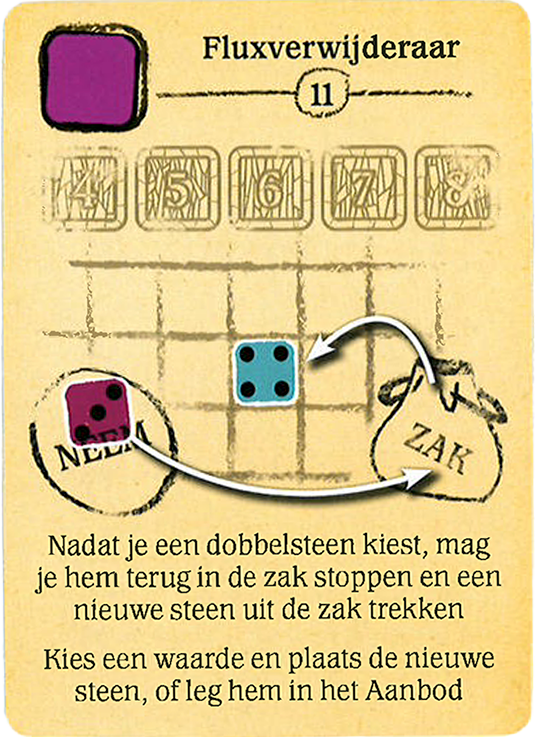 Fluxverwijderaar
11
4 5 6 7 8
NEEM
ZAK
Nadat je een dobbelsteen kiest, mag
je hem terug in de zak stoppen en een
nieuwe steen uit de zak trekken
Kies een waarde en plaats de nieuwe
steen, of leg hem in het Aanbod